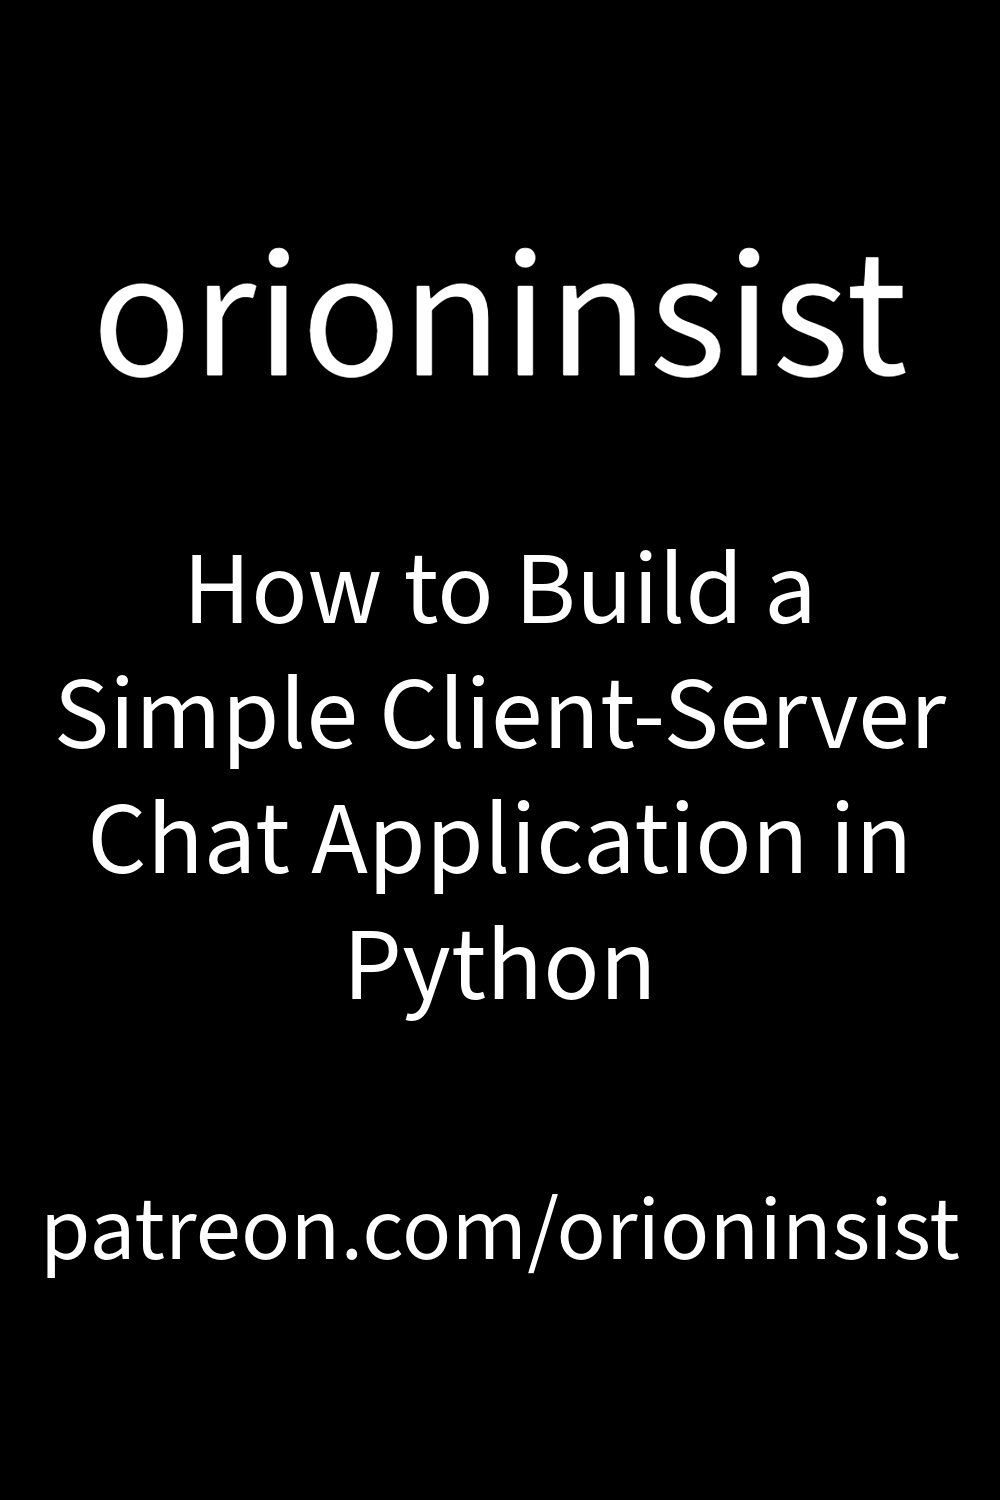 orioninsist
How to Build a
Simple Client-Server
Chat Application in
Python
patreon.com/orioninsist